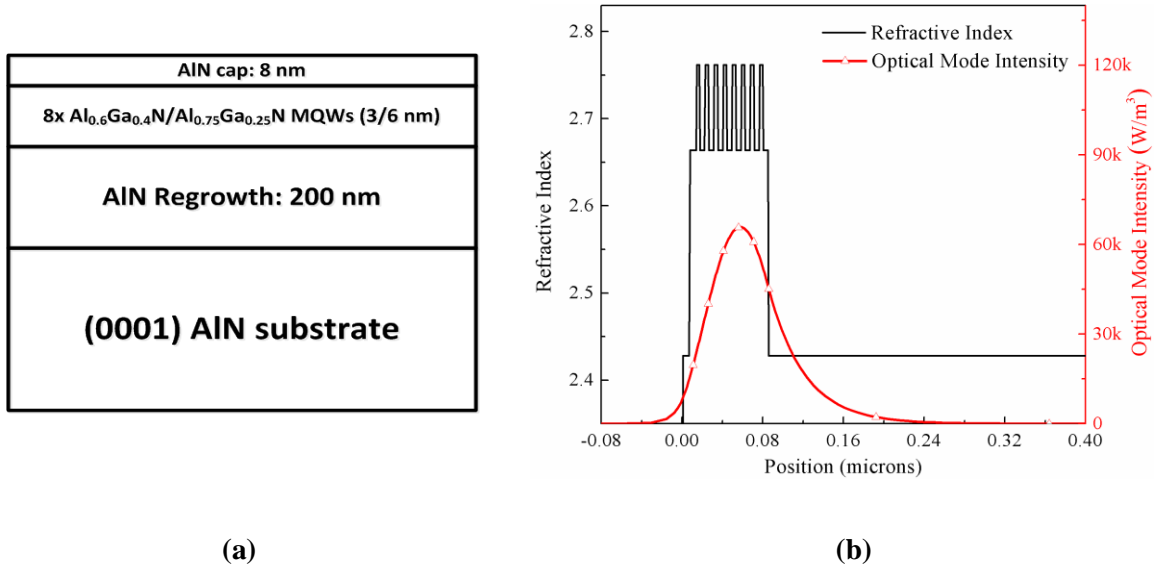 AlN cap: 8 nm
8x Al0.6Ga0.4N/Al0.75Ga0.25N MQWs (3/6 nm)
AlN Regrowth: 200 nm
(0001) AlN substrate
(a)
Refractive Index
Optical Mode Intensity
2.8
2.7
2.6
2.5
2.4
Refractive Index
120k
90k
60k
30k
0
Optical Mode Intensity (W/m³)
-0.08 0.00 0.08 0.16 0.24 0.32 0.40
Position (microns)
(b)